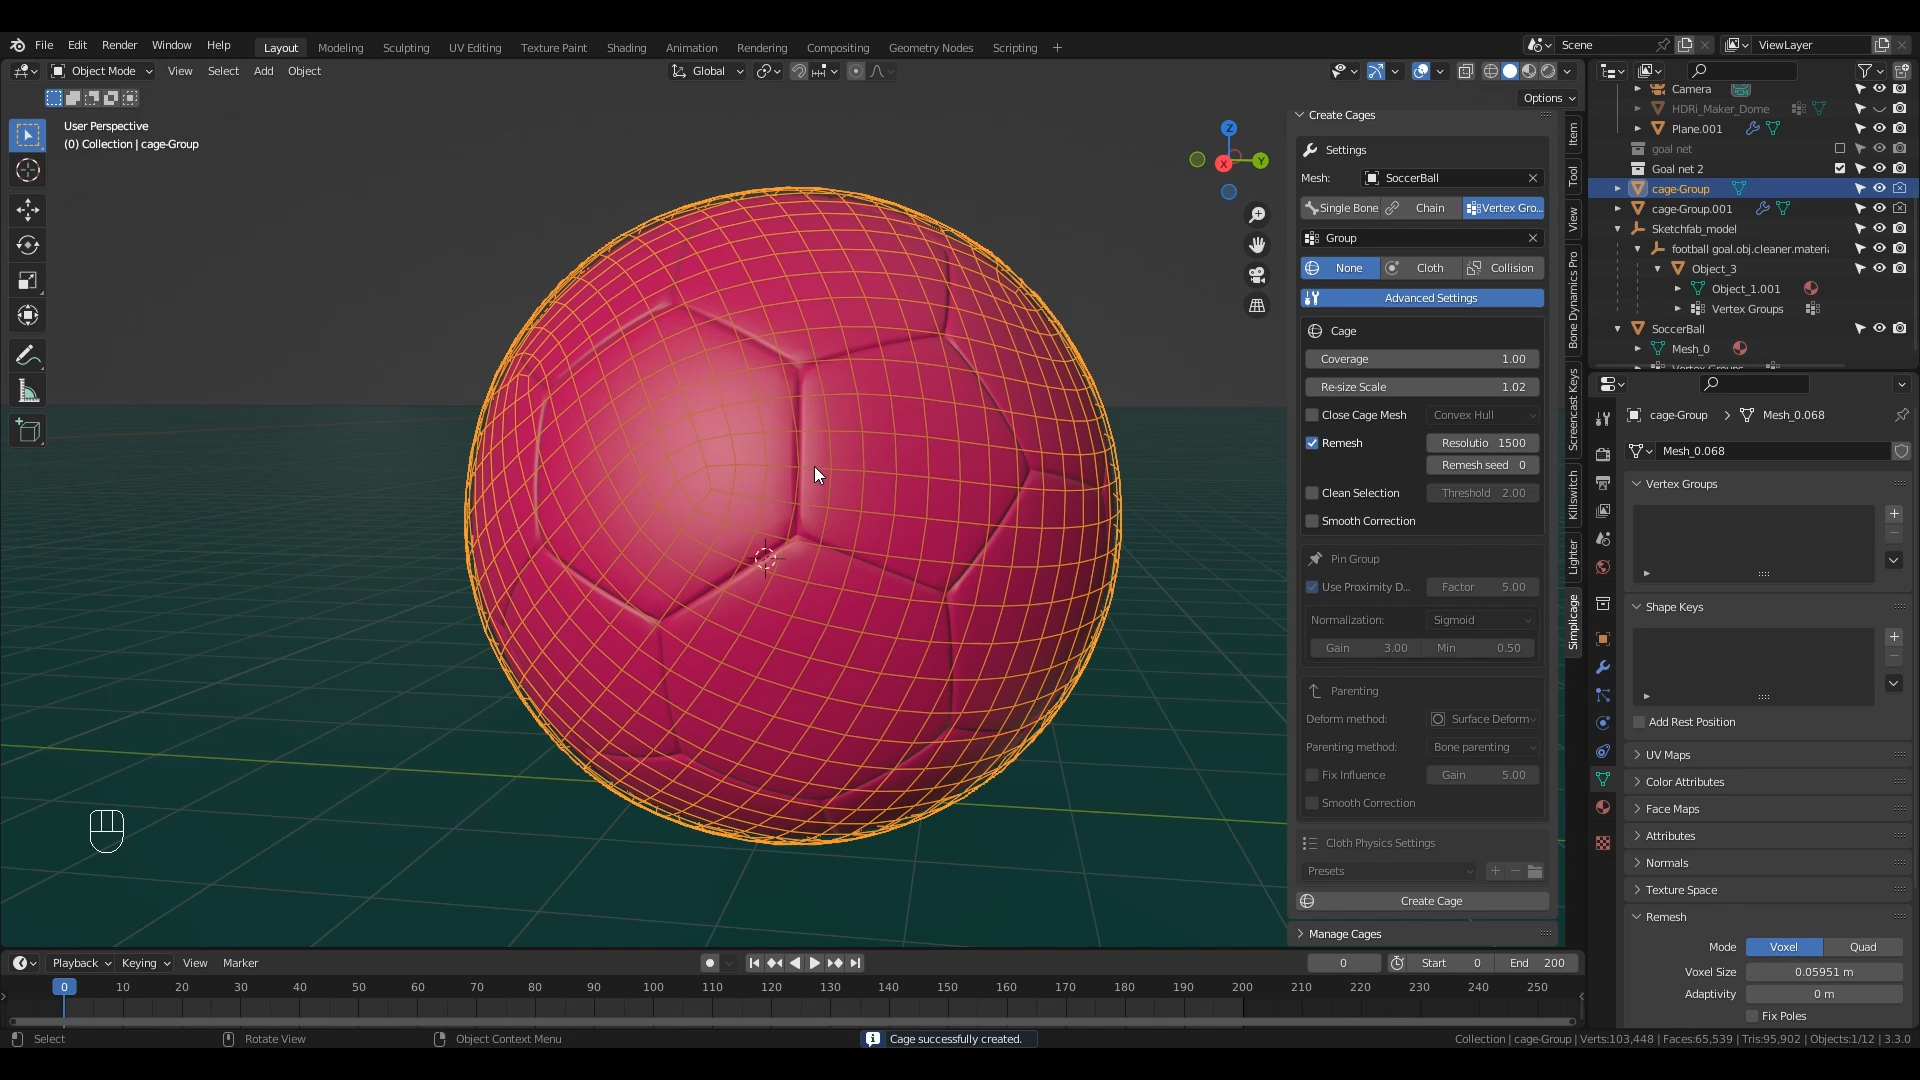 File Edit Render Window Help Layout Modeling Sculpting UV Editing Texture Paint Shading Animation Rendering Compositing Geometry Nodes Scripting + Scene ViewLayer
Object Mode View Select Add Object Global
Options
User Perspective
(0) Collection | cage-Group
Z
X
Y
Create Cages
Settings
Mesh: SoccerBall
Single Bone Chain Vertex Gro...
Group
None Cloth Collision
Advanced Settings
Cage
Coverage 1.00
Re-size Scale 1.02
Close Cage Mesh Convex Hull
Remesh Resolutio 1500
Remesh seed 0
Clean Selection Threshold 2.00
Smooth Correction
Pin Group
Use Proximity D... Factor 5.00
Normalization: Sigmoid
Gain 3.00 Min 0.50
Parenting
Deform method: Surface Deform
Parenting method: Bone parenting
Fix Influence Gain 5.00
Smooth Correction
Cloth Physics Settings
Presets
Create Cage
Manage Cages
Item
Tool
View
Bone Dynamics Pro
Screencast Keys
Killswitch
Lighter
Simplicage
Camera
HDRi_Maker_Dome
Plane.001
goal net
Goal net 2
cage-Group
cage-Group.001
Sketchfab_model
football goal.obj.cleaner.materi
Object_3
Object_1.001
Vertex Groups
SoccerBall
Mesh_0
cage-Group > Mesh_0.068
Mesh_0.068
Vertex Groups
Shape Keys
Add Rest Position
UV Maps
Color Attributes
Face Maps
Attributes
Normals
Texture Space
Remesh
Mode Voxel Quad
Voxel Size 0.05951 m
Adaptivity 0 m
Fix Poles
Playback Keying View Marker 0 Start 0 End 200
0 10 20 30 40 50 60 70 80 90 100 110 120 130 140 150 160 170 180 190 200 210 220 230 240 250
Select Rotate View Object Context Menu Cage successfully created. Collection | cage-Group | Verts:103,448 | Faces:65,539 | Tris:95,902 | Objects:1/12 | 3.3.0